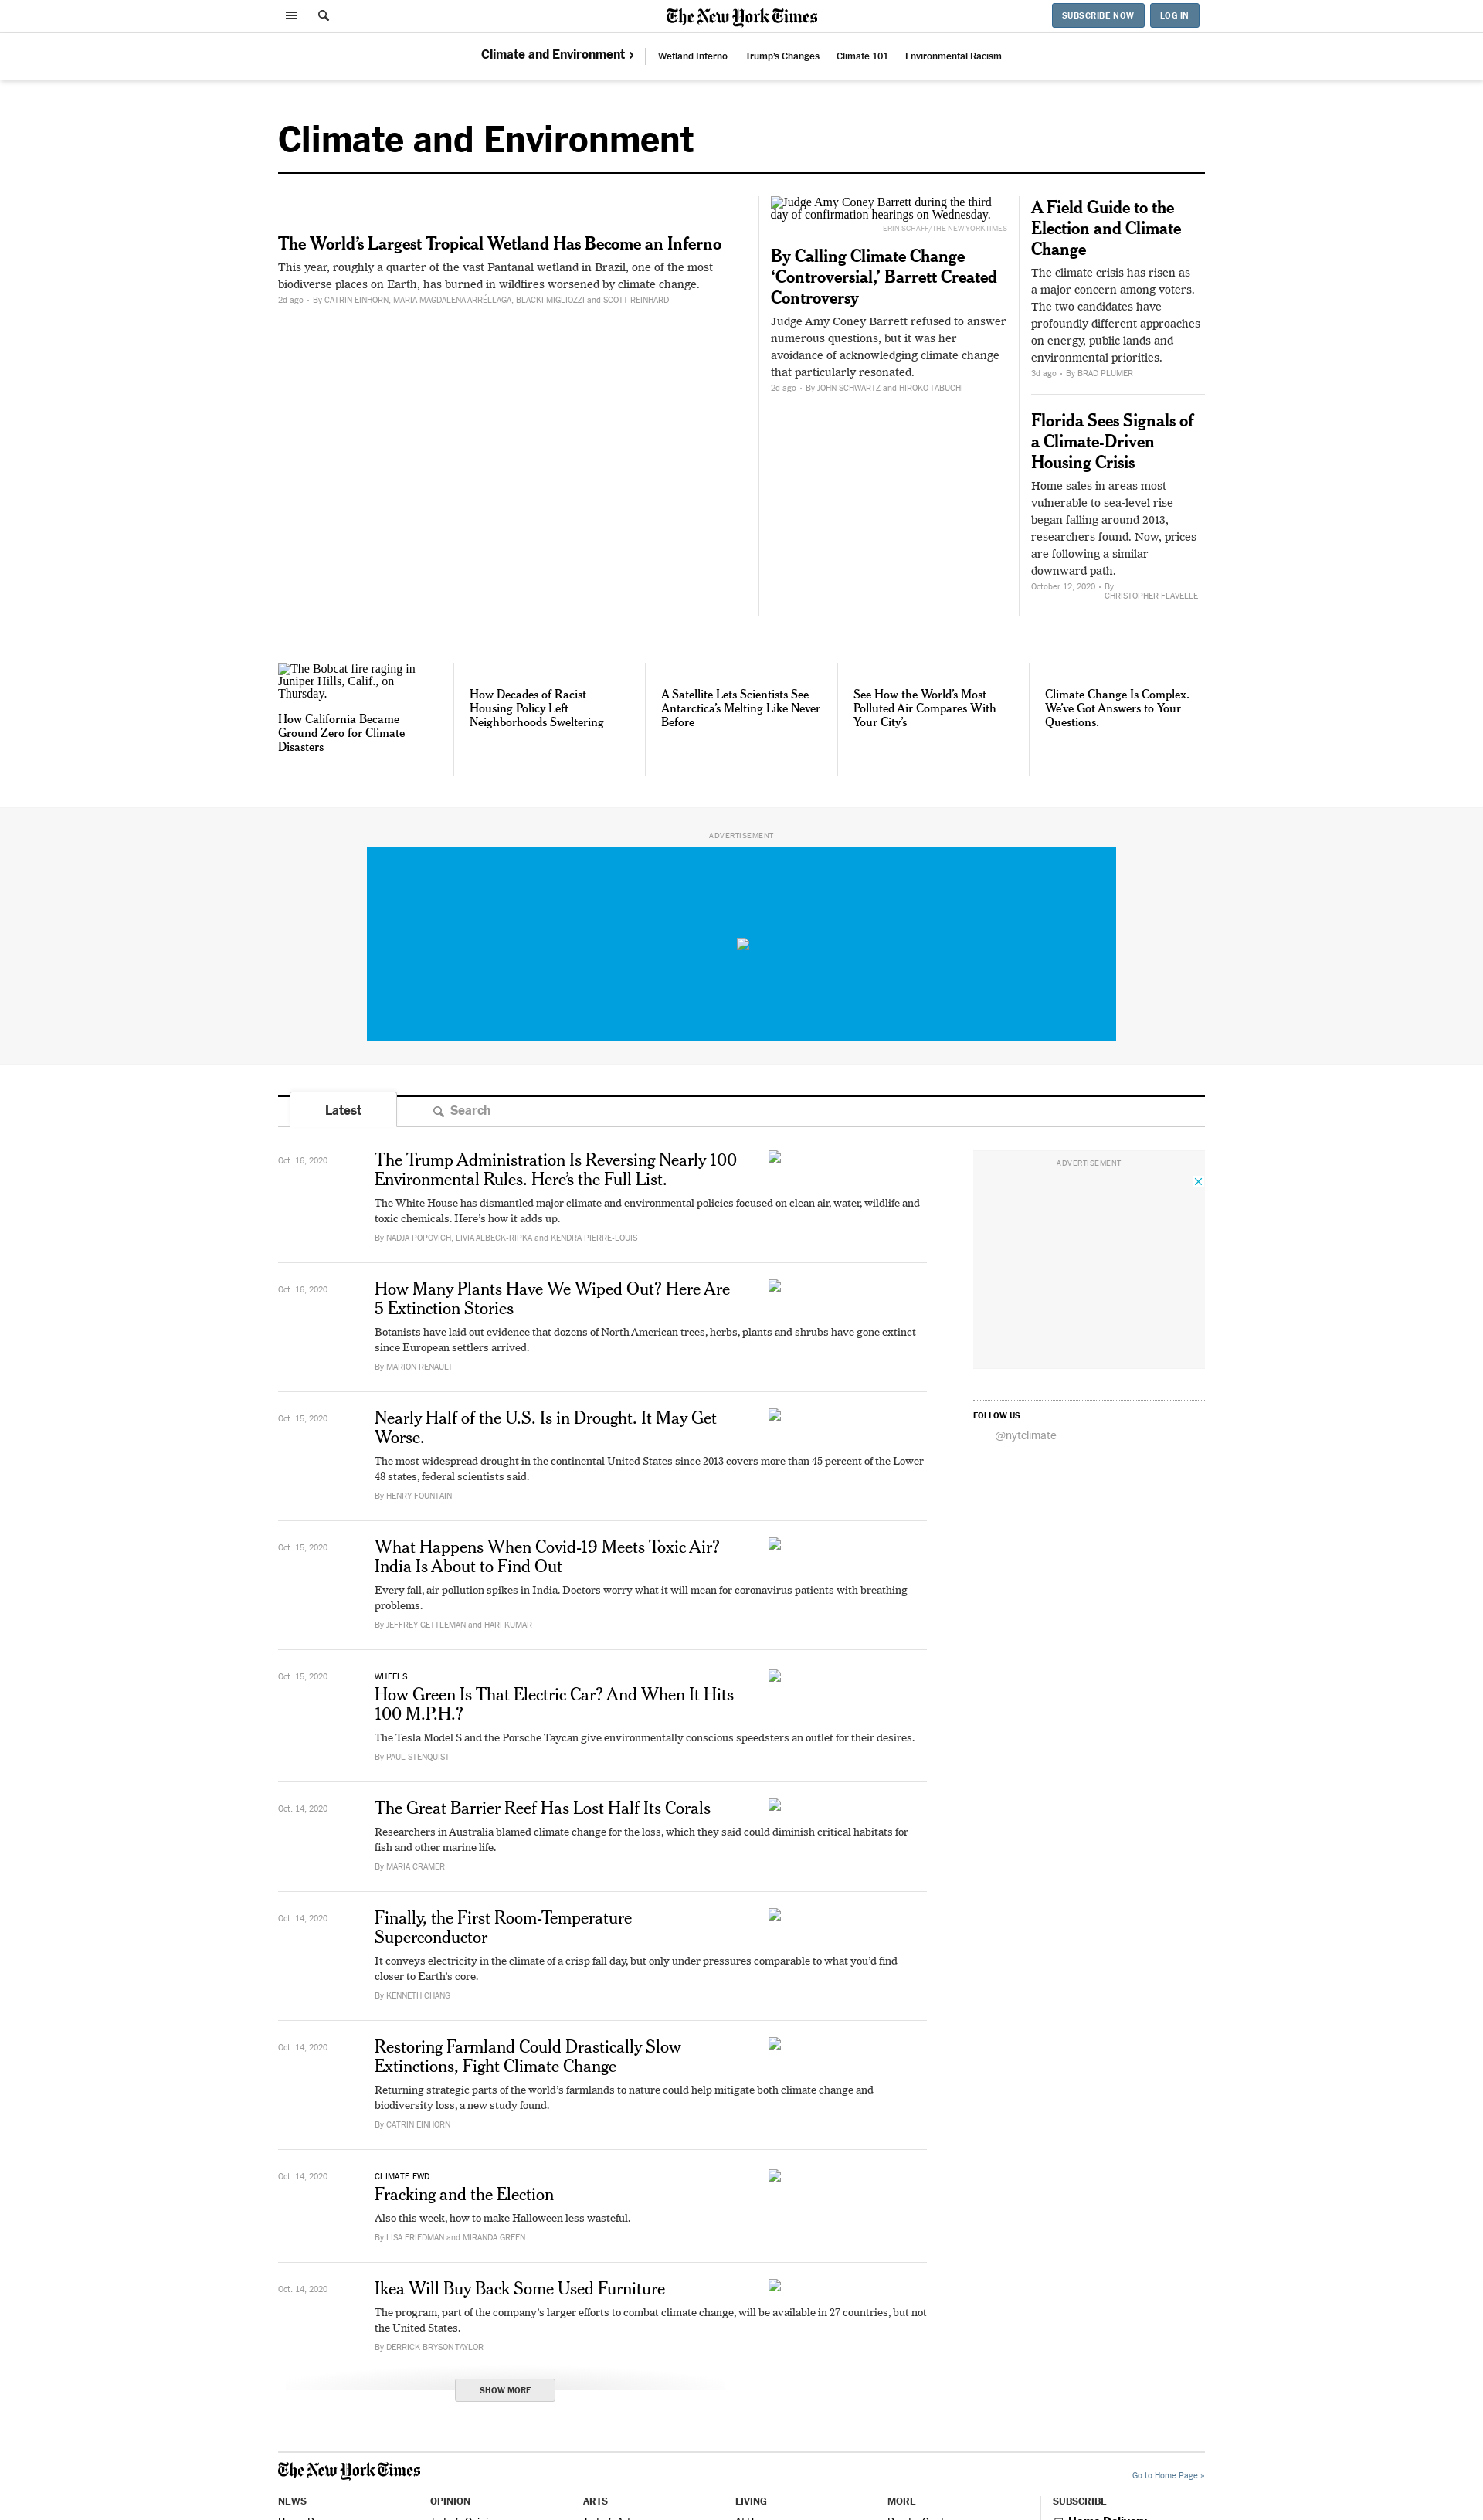 The New York Times
SUBSCRIBE NOW
LOG IN
Climate and Environment ›
Wetland Inferno
Trump's Changes
Climate 101
Environmental Racism
Climate and Environment
The World's Largest Tropical Wetland Has Become an Inferno
This year, roughly a quarter of the vast Pantanal wetland in Brazil, one of the most
biodiverse places on Earth, has burned in wildfires worsened by climate change.
2d ago • By CATRIN EINHORN, MARIA MAGDALENA ARRÉLLAGA, BLACKI MIGLIOZZI and SCOTT REINHARD
Judge Amy Coney Barrett during the third
day of confirmation hearings on Wednesday.
ERIN SCHAFF/THE NEW YORK TIMES
By Calling Climate Change
‘Controversial,’ Barrett Created
Controversy
Judge Amy Coney Barrett refused to answer
numerous questions, but it was her
avoidance of acknowledging climate change
that particularly resonated.
2d ago • By JOHN SCHWARTZ and HIROKO TABUCHI
A Field Guide to the
Election and Climate
Change
The climate crisis has risen as
a major concern among voters.
The two candidates have
profoundly different approaches
on energy, public lands and
environmental priorities.
3d ago • By BRAD PLUMER
Florida Sees Signals of
a Climate-Driven
Housing Crisis
Home sales in areas most
vulnerable to sea-level rise
began falling around 2013,
researchers found. Now, prices
are following a similar
downward path.
October 12, 2020 • By
CHRISTOPHER FLAVELLE
The Bobcat fire raging in
Juniper Hills, Calif., on
Thursday.
How California Became
Ground Zero for Climate
Disasters
How Decades of Racist
Housing Policy Left
Neighborhoods Sweltering
A Satellite Lets Scientists See
Antarctica's Melting Like Never
Before
See How the World's Most
Polluted Air Compares With
Your City's
Climate Change Is Complex.
We've Got Answers to Your
Questions.
ADVERTISEMENT
Latest
Search
Oct. 16, 2020
The Trump Administration Is Reversing Nearly 100
Environmental Rules. Here's the Full List.
The White House has dismantled major climate and environmental policies focused on clean air, water, wildlife and
toxic chemicals. Here's how it adds up.
By NADJA POPOVICH, LIVIA ALBECK-RIPKA and KENDRA PIERRE-LOUIS
ADVERTISEMENT
Oct. 16, 2020
How Many Plants Have We Wiped Out? Here Are
5 Extinction Stories
Botanists have laid out evidence that dozens of North American trees, herbs, plants and shrubs have gone extinct
since European settlers arrived.
By MARION RENAULT
FOLLOW US
@nytclimate
Oct. 15, 2020
Nearly Half of the U.S. Is in Drought. It May Get
Worse.
The most widespread drought in the continental United States since 2013 covers more than 45 percent of the Lower
48 states, federal scientists said.
By HENRY FOUNTAIN
Oct. 15, 2020
What Happens When Covid-19 Meets Toxic Air?
India Is About to Find Out
Every fall, air pollution spikes in India. Doctors worry what it will mean for coronavirus patients with breathing
problems.
By JEFFREY GETTLEMAN and HARI KUMAR
Oct. 15, 2020
WHEELS
How Green Is That Electric Car? And When It Hits
100 M.P.H.?
The Tesla Model S and the Porsche Taycan give environmentally conscious speedsters an outlet for their desires.
By PAUL STENQUIST
Oct. 14, 2020
The Great Barrier Reef Has Lost Half Its Corals
Researchers in Australia blamed climate change for the loss, which they said could diminish critical habitats for
fish and other marine life.
By MARIA CRAMER
Oct. 14, 2020
Finally, the First Room-Temperature
Superconductor
It conveys electricity in the climate of a crisp fall day, but only under pressures comparable to what you'd find
closer to Earth's core.
By KENNETH CHANG
Oct. 14, 2020
Restoring Farmland Could Drastically Slow
Extinctions, Fight Climate Change
Returning strategic parts of the world's farmlands to nature could help mitigate both climate change and
biodiversity loss, a new study found.
By CATRIN EINHORN
Oct. 14, 2020
CLIMATE FWD:
Fracking and the Election
Also this week, how to make Halloween less wasteful.
By LISA FRIEDMAN and MIRANDA GREEN
Oct. 14, 2020
Ikea Will Buy Back Some Used Furniture
The program, part of the company's larger efforts to combat climate change, will be available in 27 countries, but not
the United States.
By DERRICK BRYSON TAYLOR
SHOW MORE
The New York Times
Go to Home Page »
NEWS
OPINION
ARTS
LIVING
MORE
SUBSCRIBE